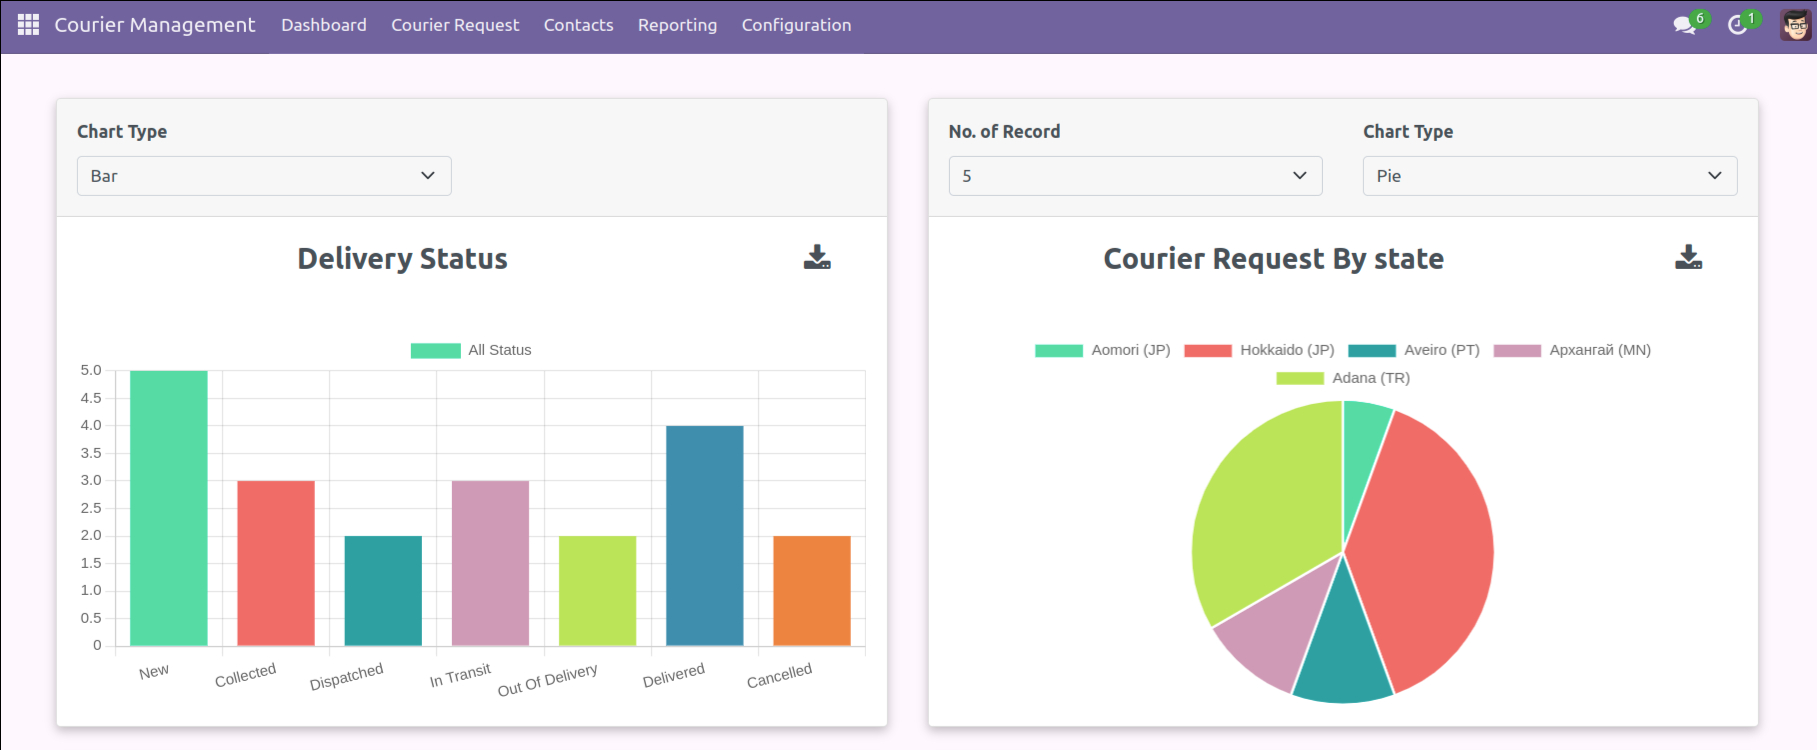 Courier Management Dashboard Courier Request Contacts Reporting Configuration 6 1
Chart Type
Bar
Delivery Status
All Status
5.0
4.5
4.0
3.5
3.0
2.5
2.0
1.5
1.0
0.5
0
New Collected Dispatched In Transit Out Of Delivery Delivered Cancelled
No. of Record Chart Type
5 Pie
Courier Request By state
Aomori (JP) Hokkaido (JP) Aveiro (PT) Архангай (MN)
Adana (TR)